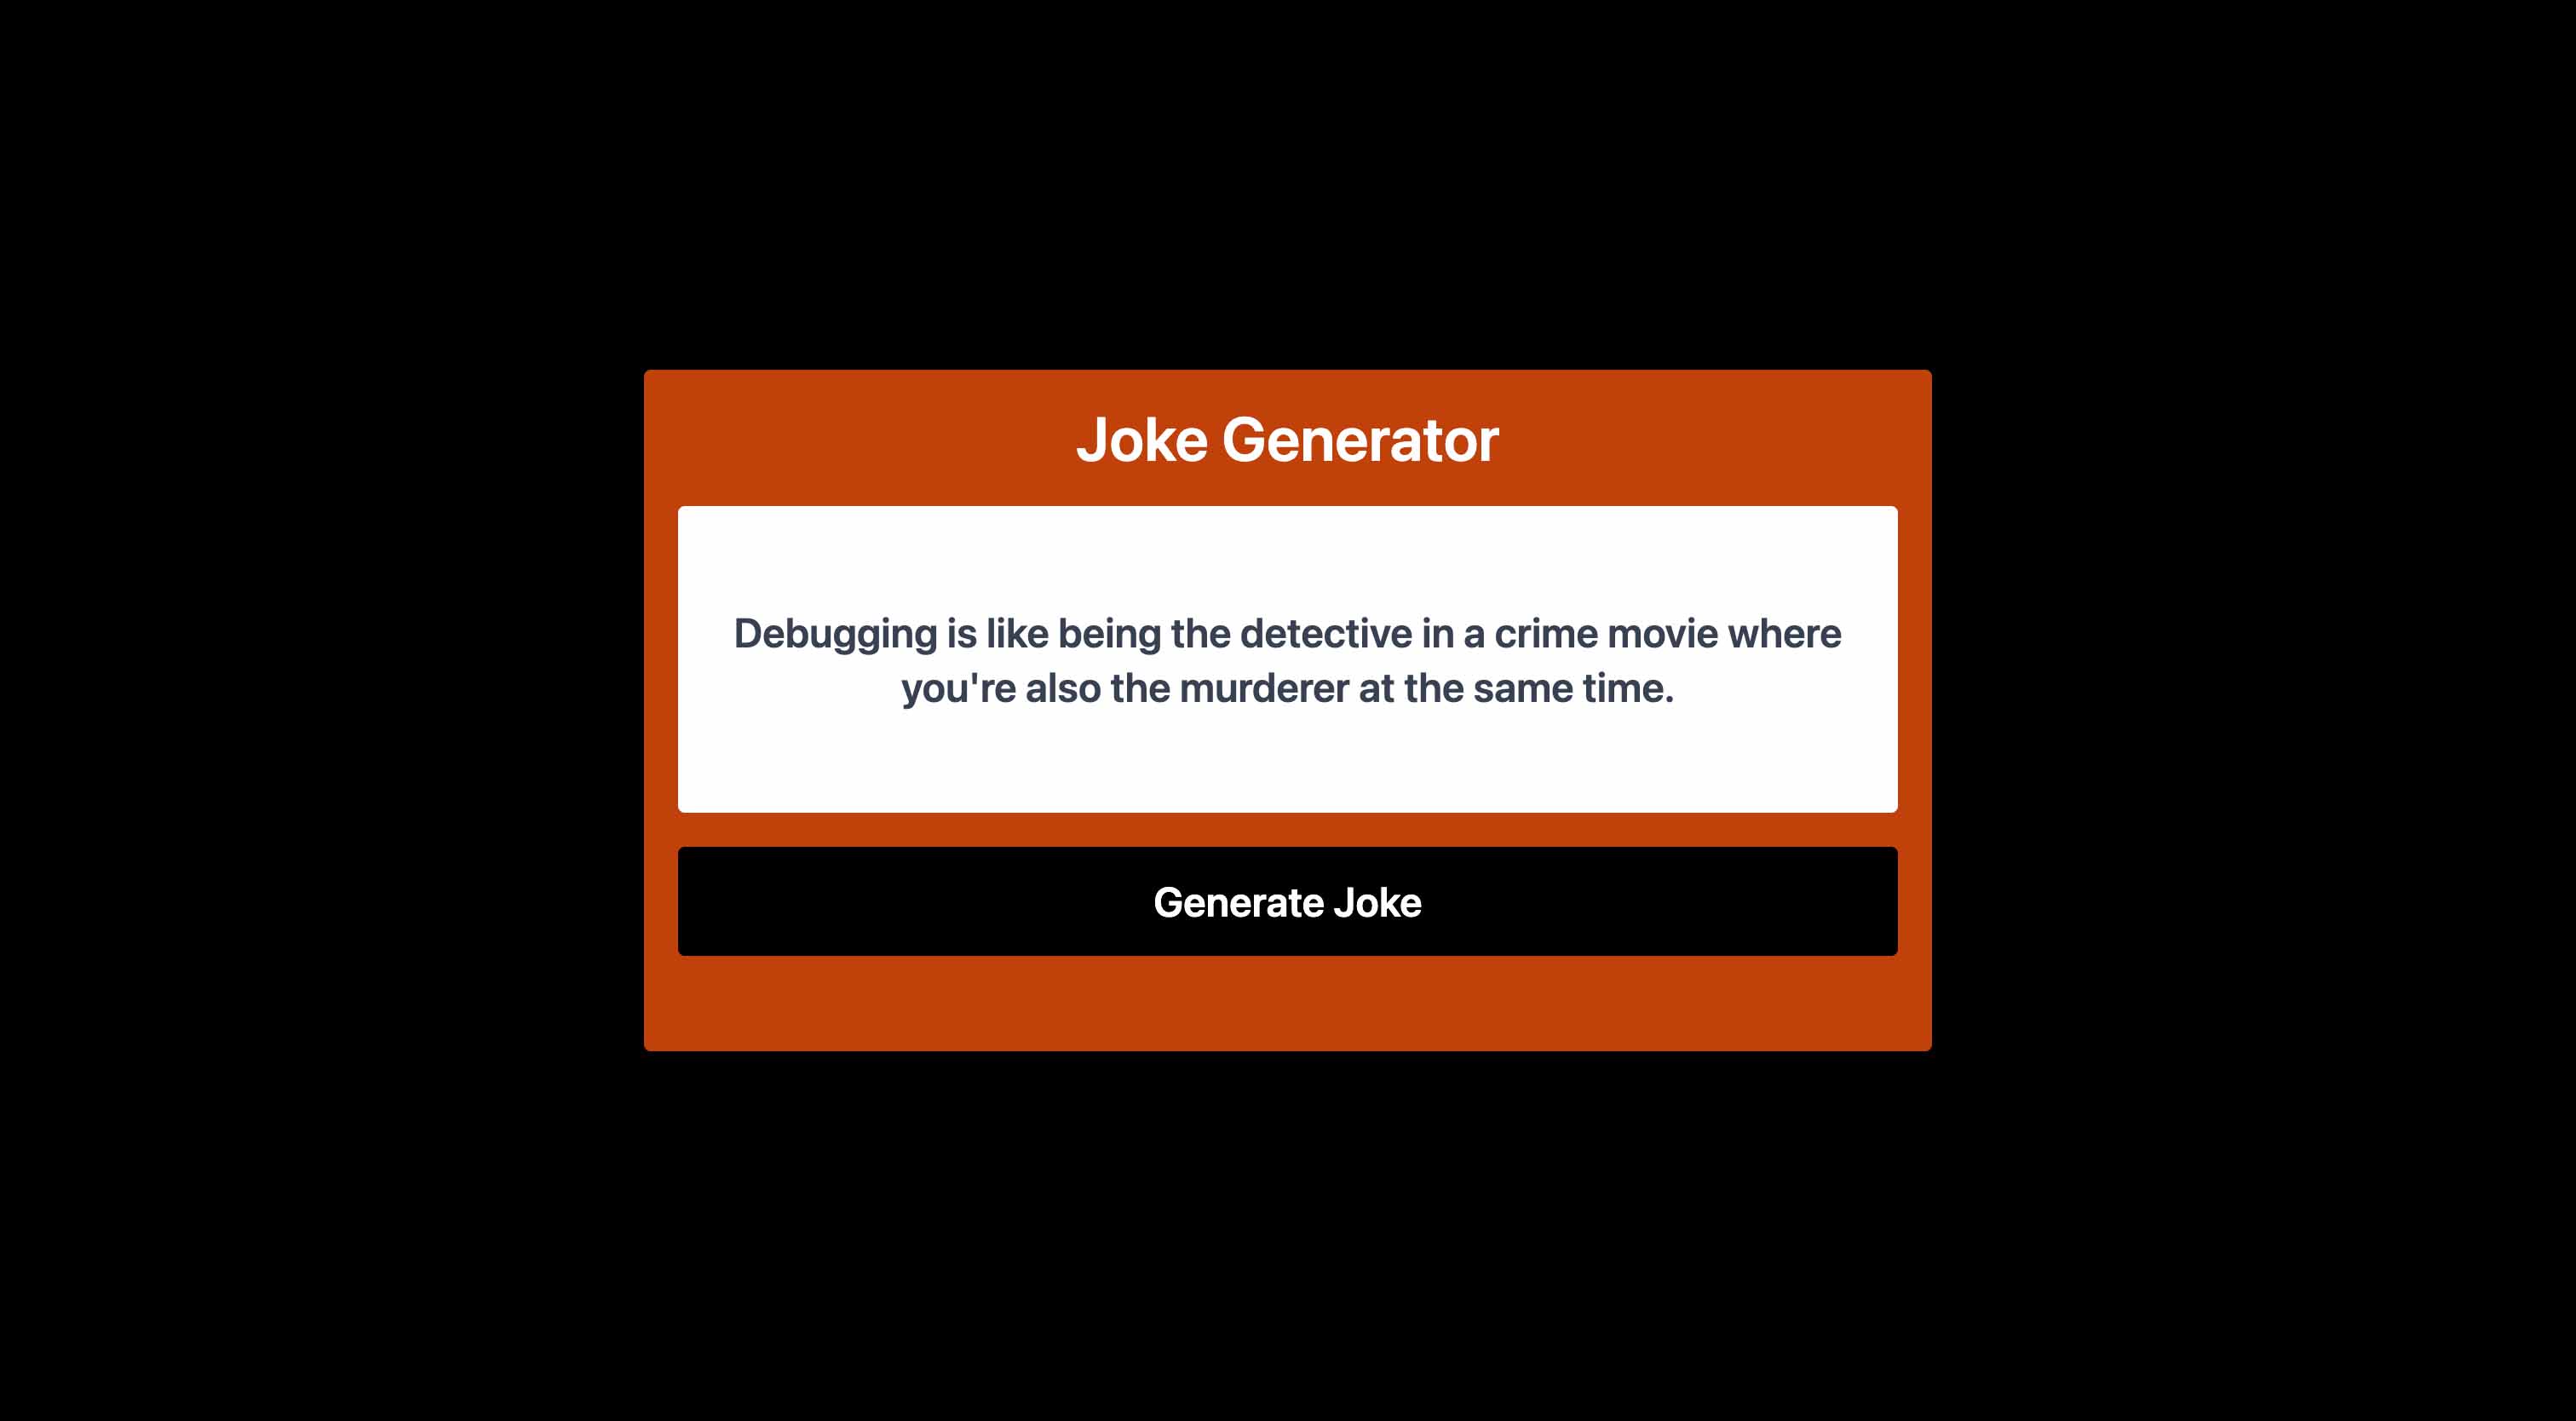 Joke Generator
Debugging is like being the detective in a crime movie where
you're also the murderer at the same time.
Generate Joke